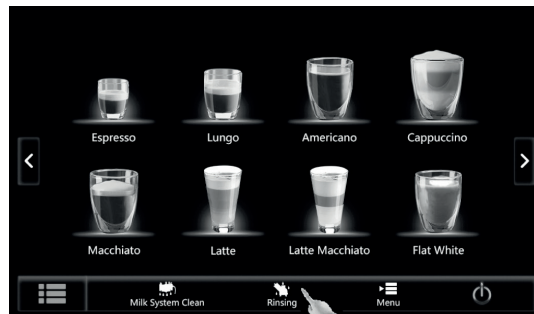 Espresso
Lungo
Americano
Cappuccino
Macchiato
Latte
Latte Macchiato
Flat White
Milk System Clean
Rinsing
Menu